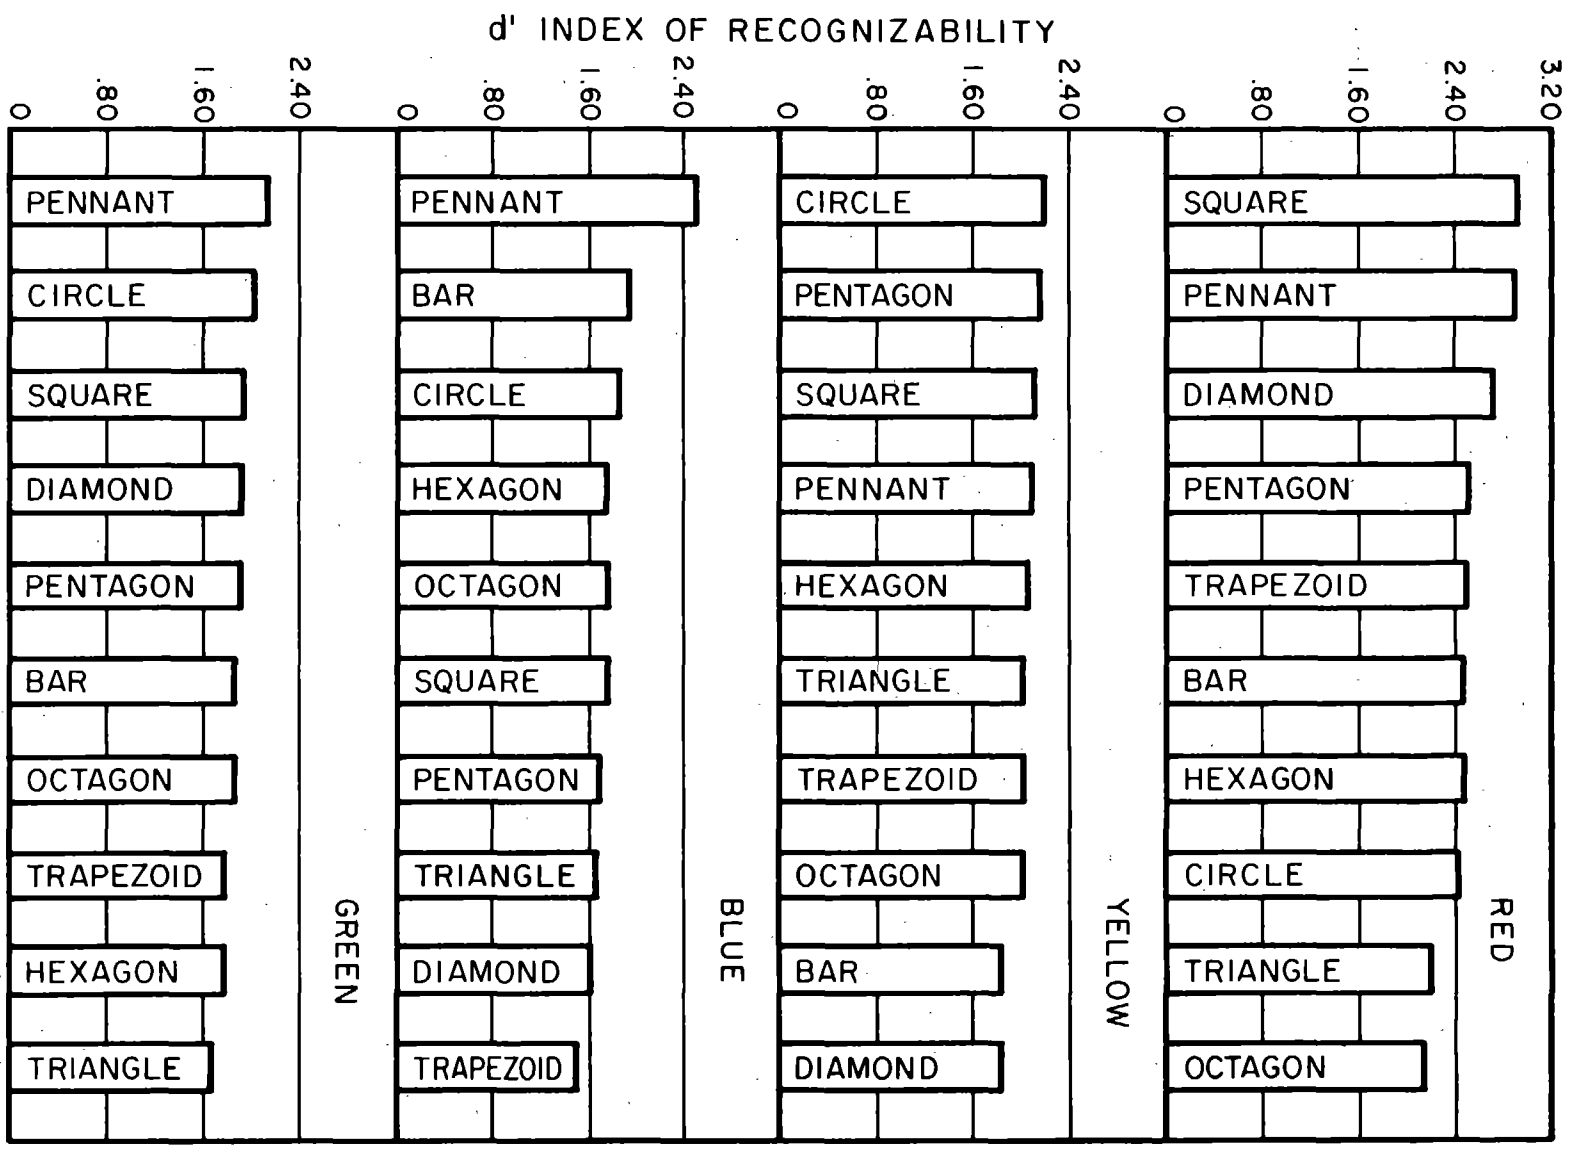 d' INDEX OF RECOGNIZABILITY
0 .80 1.60 2.40 0 .80 1.60 2.40 0 .80 1.60 2.40 0 .80 1.60 2.40 3.20
PENNANT PENNANT CIRCLE SQUARE
CIRCLE BAR PENTAGON PENNANT
SQUARE CIRCLE SQUARE DIAMOND
DIAMOND HEXAGON PENNANT PENTAGON
PENTAGON OCTAGON HEXAGON TRAPEZOID
BAR SQUARE TRIANGLE BAR
OCTAGON PENTAGON TRAPEZOID HEXAGON
TRAPEZOID TRIANGLE OCTAGON CIRCLE
HEXAGON DIAMOND BAR TRIANGLE
TRIANGLE TRAPEZOID DIAMOND OCTAGON
GREEN
BLUE
YELLOW
RED